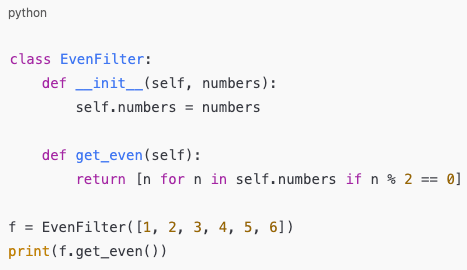 python
class EvenFilter:
    def __init__(self, numbers):
        self.numbers = numbers
    def get_even(self):
        return [n for n in self.numbers if n % 2 == 0]
f = EvenFilter([1, 2, 3, 4, 5, 6])
print(f.get_even())